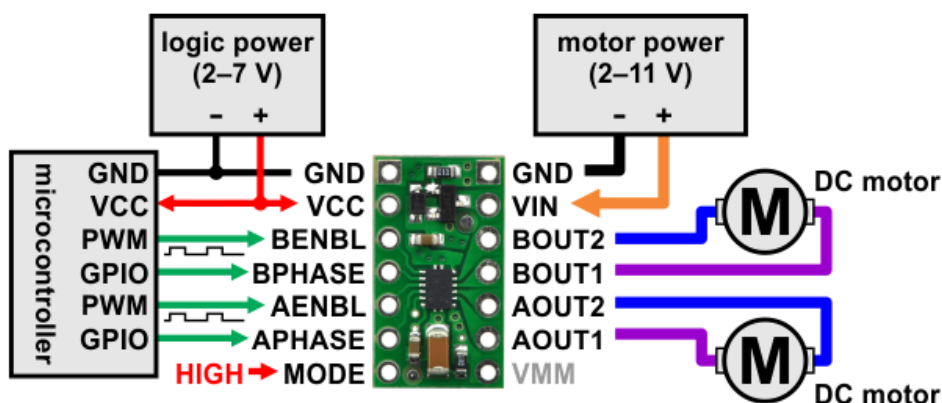 logic power
(2–7 V)
- +
motor power
(2–11 V)
- +
microcontroller
GND
VCC
PWM
GPIO
PWM
GPIO
GND
VCC
BENBL
BPHASE
AENBL
APHASE
HIGH MODE
GND
VIN
BOUT2
BOUT1
AOUT2
AOUT1
VMM
M
DC motor
M
DC motor